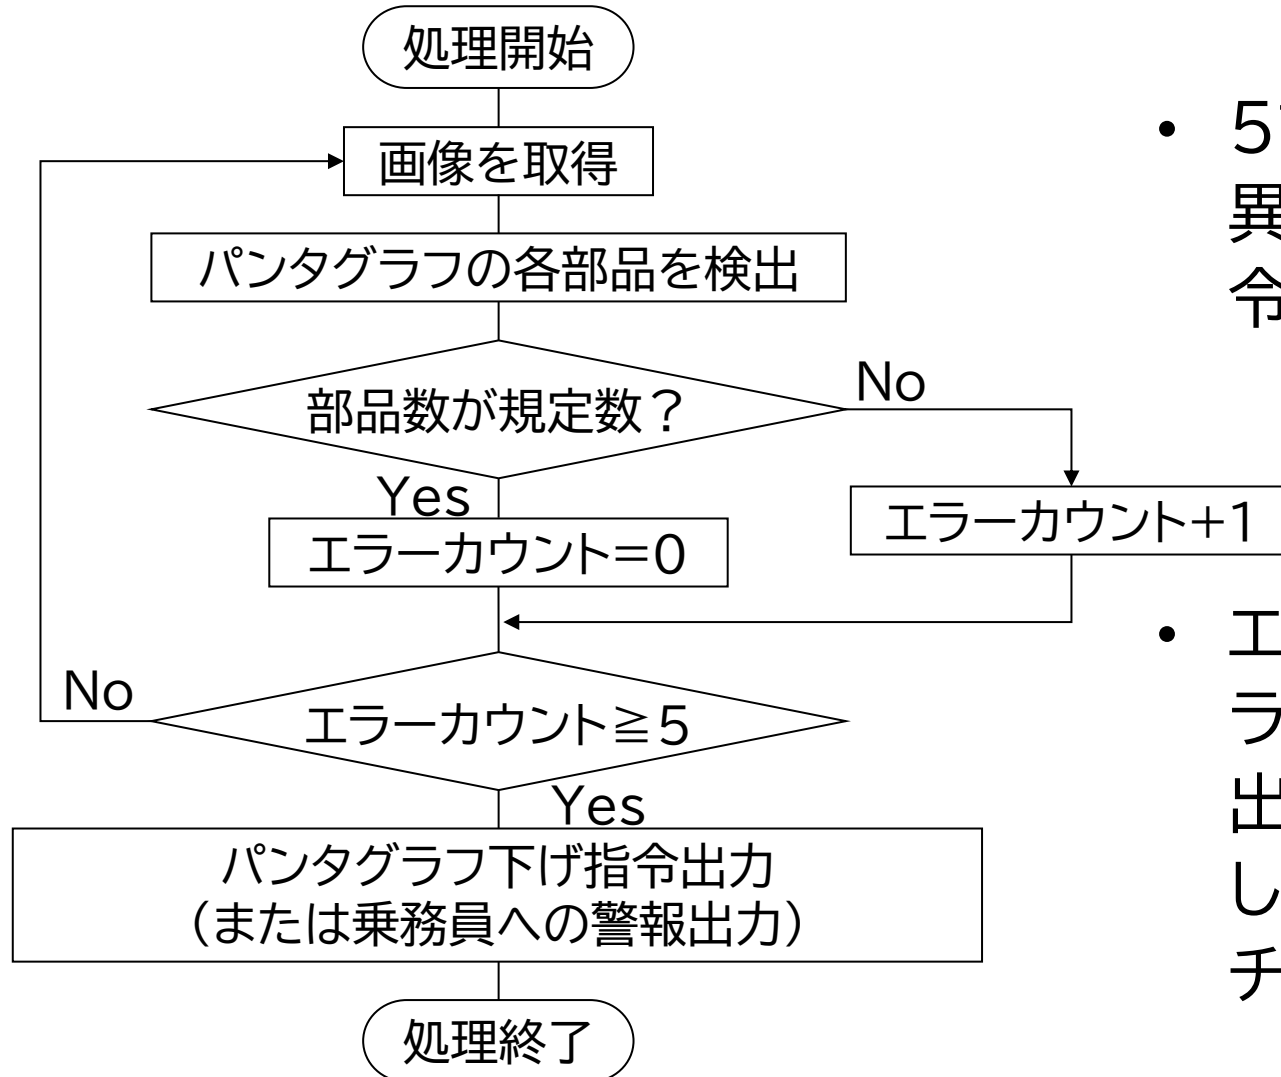 処理開始
画像を取得
パンタグラフの各部品を検出
部品数が規定数？
No
Yes
エラーカウント=0
エラーカウント+1
エラーカウント≧5
No
Yes
パンタグラフ下げ指令出力
（または乗務員への警報出力）
処理終了
• 5
異
令
• エ
ラ
出
し
チ